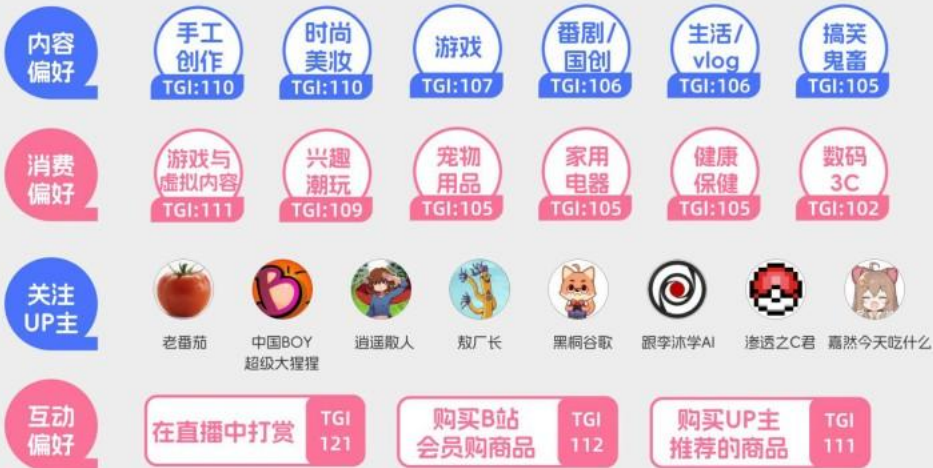 内容
偏好
手工
创作
TGI:110
时尚
美妆
TGI:110
游戏
TGI:107
番剧/
国创
TGI:106
生活/
vlog
TGI:106
搞笑
鬼畜
TGI:105
消费
偏好
游戏与
虚拟内容
TGI:111
兴趣
潮玩
TGI:109
宠物
用品
TGI:105
家用
电器
TGI:105
健康
保健
TGI:105
数码
3C
TGI:102
关注
UP主
老番茄
中国BOY
超级大猩猩
逍遥散人
敖厂长
黑桐谷歌
跟李沐学AI
渗透之C君
嘉然今天吃什么
互动
偏好
在直播中打赏
TGI
121
购买B站
会员购商品
TGI
112
购买UP主
推荐的商品
TGI
111